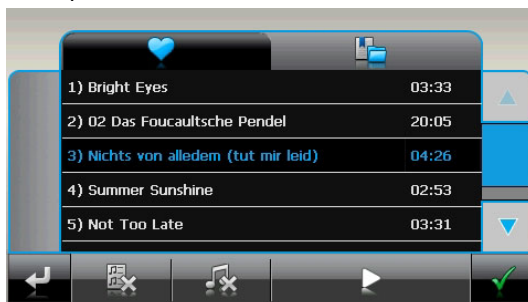 1) Bright Eyes 03:33
2) 02 Das Foucaultsche Pendel 20:05
3) Nichts von alledem (tut mir leid) 04:26
4) Summer Sunshine 02:53
5) Not Too Late 03:31